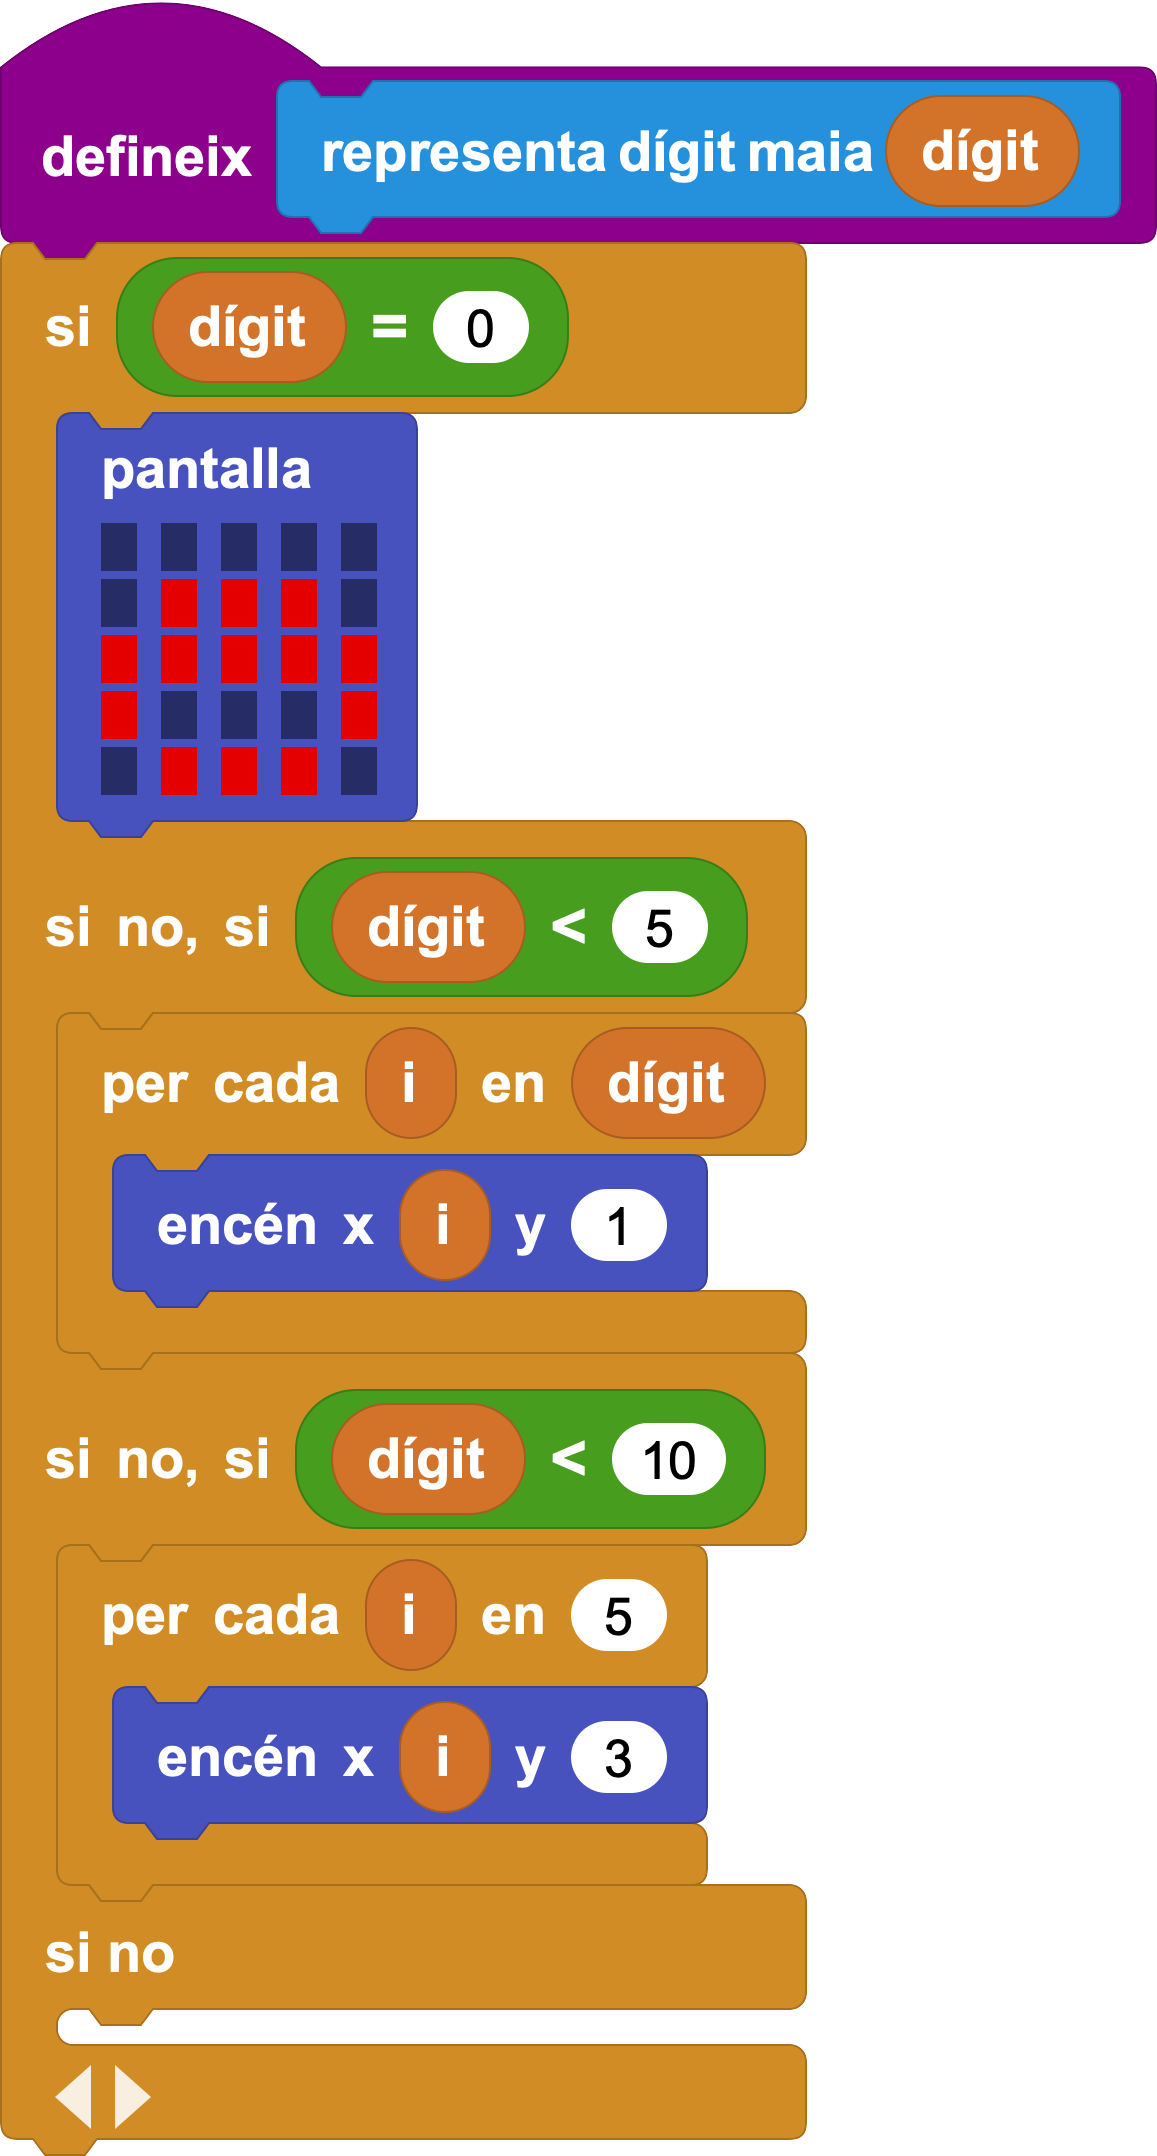 defineix representa dígit maia dígit
si dígit = 0
pantalla
si no, si dígit < 5
per cada i en dígit
encén x i y 1
si no, si dígit < 10
per cada i en 5
encén x i y 3
si no